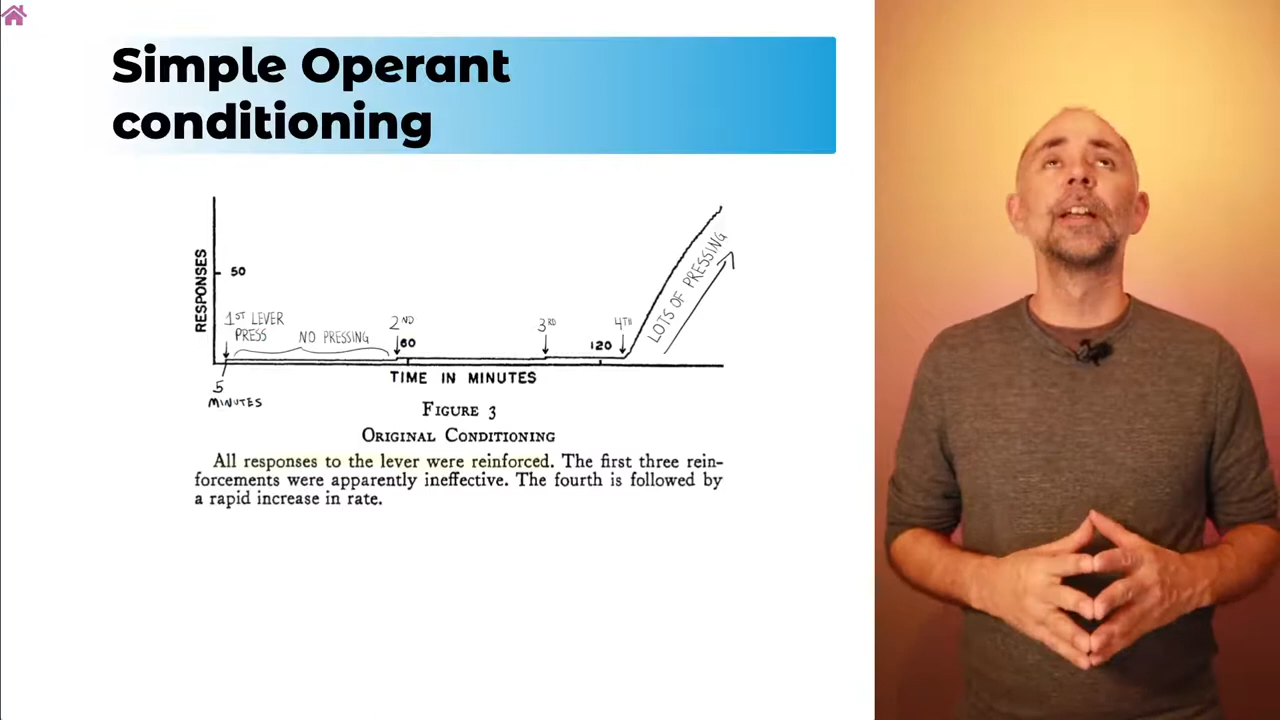 Simple Operant
conditioning
RESPONSES
50
1ST LEVER
PRESS
NO PRESSING
2ND
60
3RD
4TH
120
LOTS OF PRESSING
5
MINUTES
TIME IN MINUTES
FIGURE 3
ORIGINAL CONDITIONING
All responses to the lever were reinforced. The first three rein-
forcements were apparently ineffective. The fourth is followed by
a rapid increase in rate.